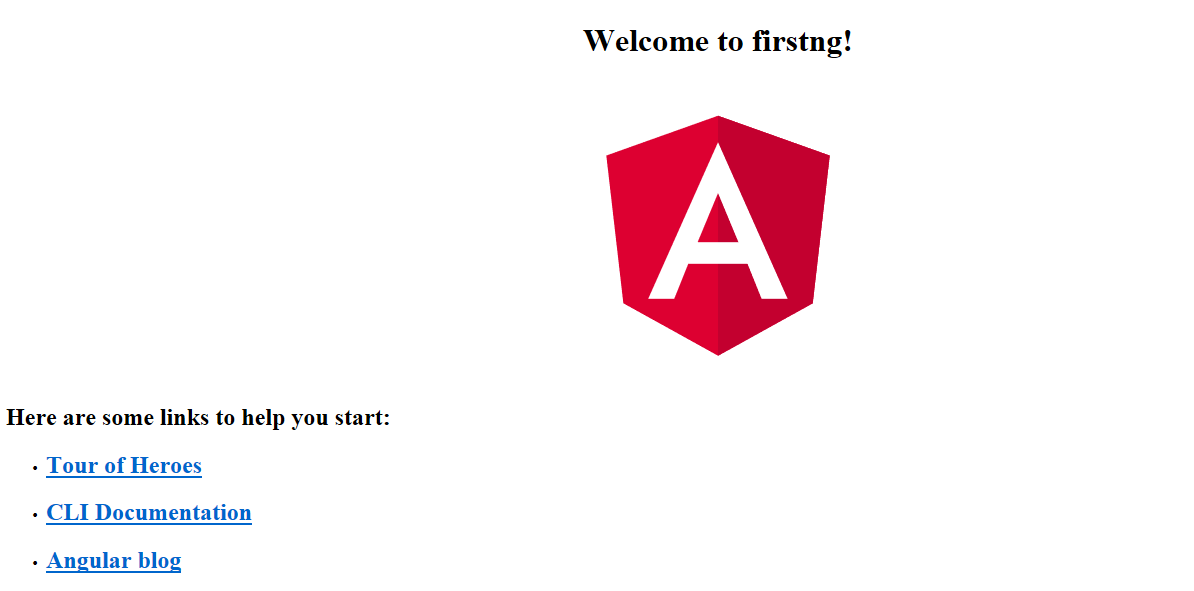 Welcome to firstng!
A
Here are some links to help you start:
Tour of Heroes
CLI Documentation
Angular blog